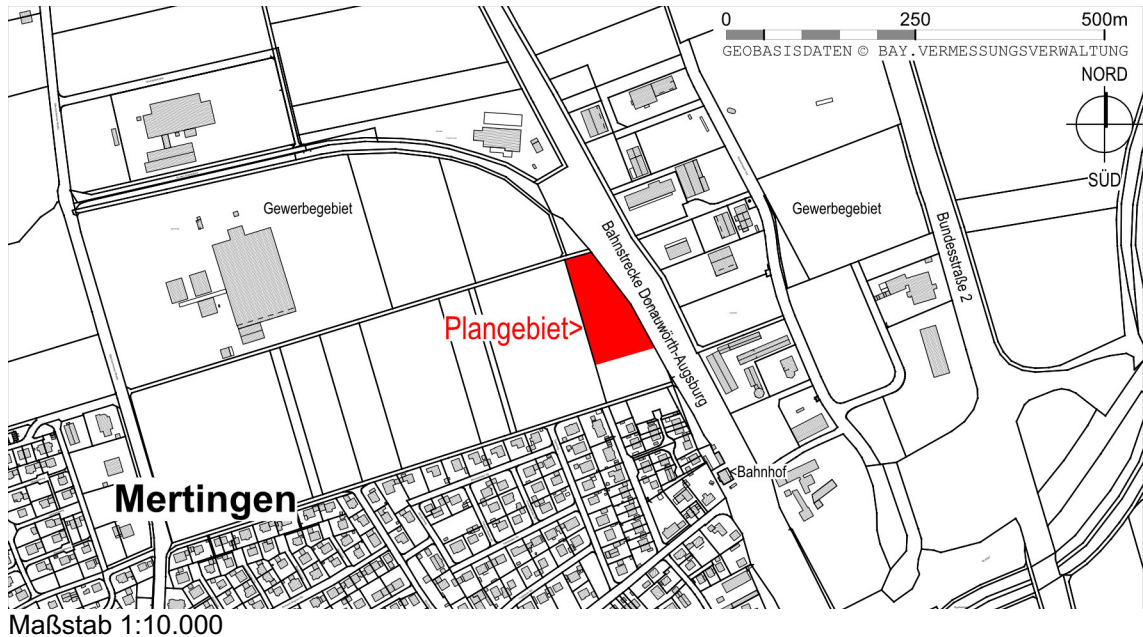 0 250 500m
GEOBASISDATEN © BAY.VERMESSUNGSVERWALTUNG
NORD
SÜD
Gewerbegebiet
Gewerbegebiet
Bundesstraße 2
Bahnstrecke Donauwörth-Augsburg
Plangebiet>
<Bahnhof
Mertingen
Maßstab 1:10.000